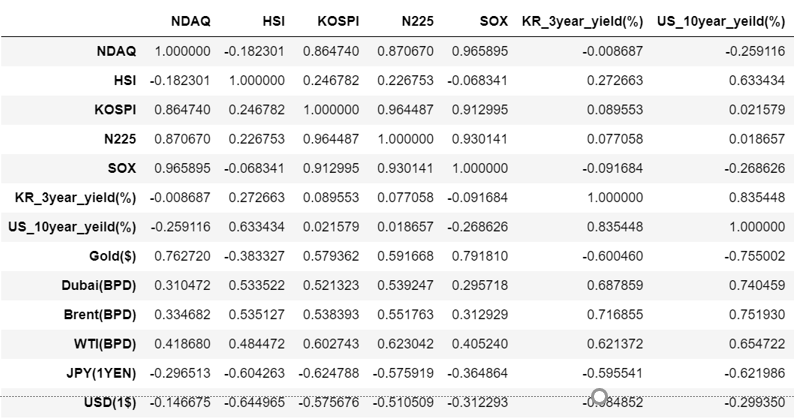 NDAQ HSI KOSPI N225 SOX KR_3year_yield(%) US_10year_yeild(%)
NDAQ 1.000000 -0.182301 0.864740 0.870670 0.965895 -0.008687 -0.259116
HSI -0.182301 1.000000 0.246782 0.226753 -0.068341 0.272663 0.633434
KOSPI 0.864740 0.246782 1.000000 0.964487 0.912995 0.089553 0.021579
N225 0.870670 0.226753 0.964487 1.000000 0.930141 0.077058 0.018657
SOX 0.965895 -0.068341 0.912995 0.930141 1.000000 -0.091684 -0.268626
KR_3year_yield(%) -0.008687 0.272663 0.089553 0.077058 -0.091684 1.000000 0.835448
US_10year_yeild(%) -0.259116 0.633434 0.021579 0.018657 -0.268626 0.835448 1.000000
Gold($) 0.762720 -0.383327 0.579362 0.591668 0.791810 -0.600460 -0.755002
Dubai(BPD) 0.310472 0.533522 0.521323 0.539247 0.295718 0.687859 0.740459
Brent(BPD) 0.334682 0.535127 0.538393 0.551763 0.312929 0.716855 0.751930
WTI(BPD) 0.418680 0.484472 0.602743 0.623042 0.405240 0.621372 0.654722
JPY(1YEN) -0.296513 -0.604263 -0.624788 -0.575919 -0.364864 -0.595541 -0.621986
USD(1$) -0.146675 -0.644965 -0.575676 -0.510509 -0.312293 -0.299350